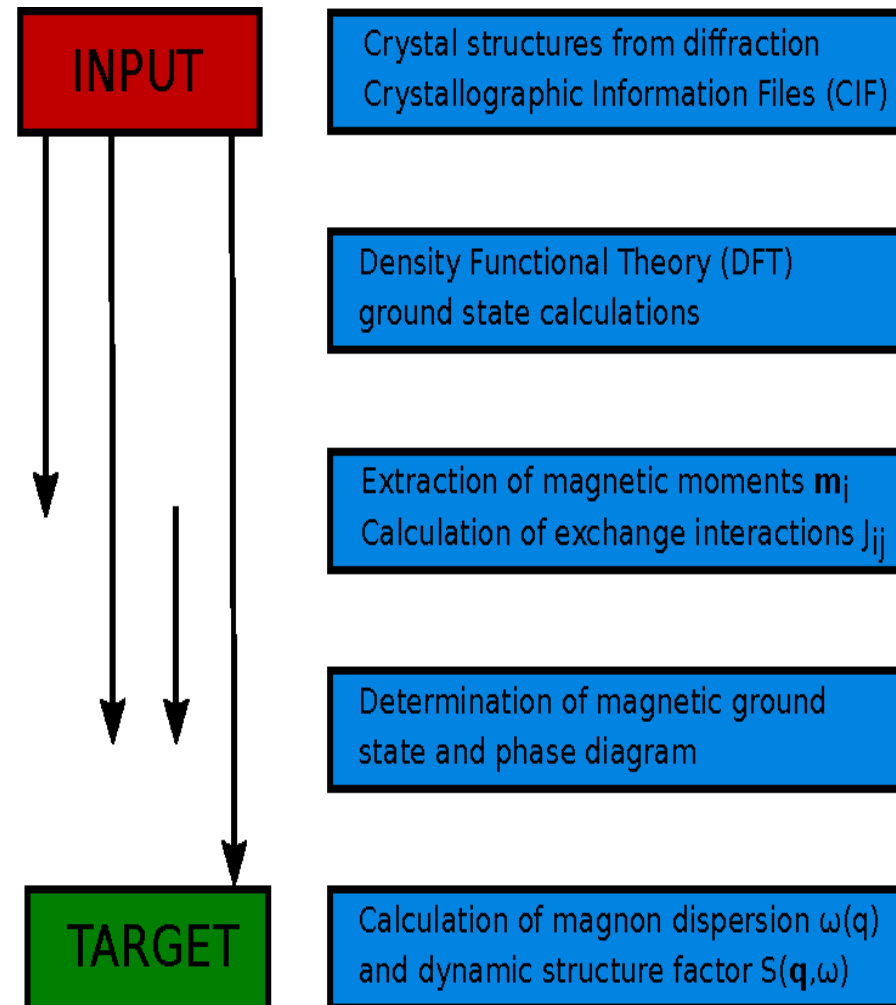 INPUT
Crystal structures from diffraction
Crystallographic Information Files (CIF)
Density Functional Theory (DFT)
ground state calculations
Extraction of magnetic moments mi
Calculation of exchange interactions Jij
Determination of magnetic ground
state and phase diagram
TARGET
Calculation of magnon dispersion ω(q)
and dynamic structure factor S(q,ω)